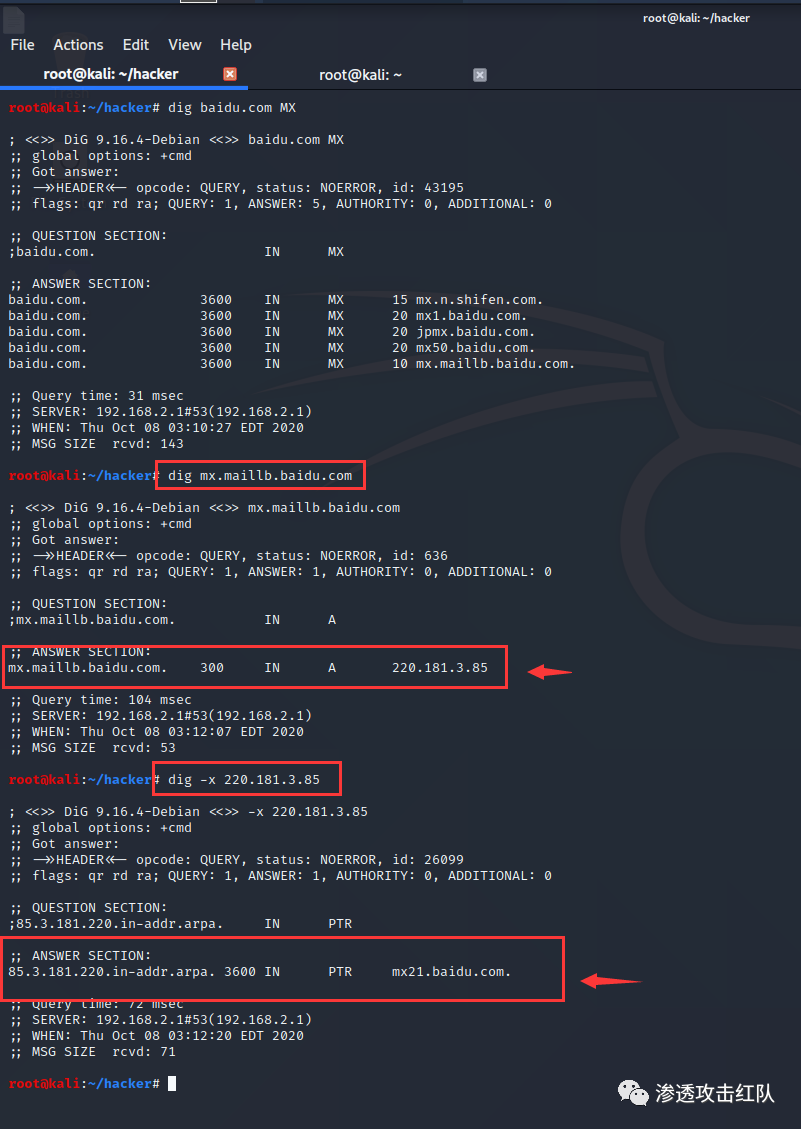 root@kali: ~/hacker
File Actions Edit View Help
root@kali: ~/hacker root@kali: ~
root@kali:~/hacker# dig baidu.com MX
; <<>> DiG 9.16.4-Debian <<>> baidu.com MX
;; global options: +cmd
;; Got answer:
;; ->>HEADER<<- opcode: QUERY, status: NOERROR, id: 43195
;; flags: qr rd ra; QUERY: 1, ANSWER: 5, AUTHORITY: 0, ADDITIONAL: 0
;; QUESTION SECTION:
;baidu.com. IN MX
;; ANSWER SECTION:
baidu.com. 3600 IN MX 15 mx.n.shifen.com.
baidu.com. 3600 IN MX 20 mx1.baidu.com.
baidu.com. 3600 IN MX 20 jpmx.baidu.com.
baidu.com. 3600 IN MX 20 mx50.baidu.com.
baidu.com. 3600 IN MX 10 mx.maillb.baidu.com.
;; Query time: 31 msec
;; SERVER: 192.168.2.1#53(192.168.2.1)
;; WHEN: Thu Oct 08 03:10:27 EDT 2020
;; MSG SIZE rcvd: 143
root@kali:~/hacker# dig mx.maillb.baidu.com
; <<>> DiG 9.16.4-Debian <<>> mx.maillb.baidu.com
;; global options: +cmd
;; Got answer:
;; ->>HEADER<<- opcode: QUERY, status: NOERROR, id: 636
;; flags: qr rd ra; QUERY: 1, ANSWER: 1, AUTHORITY: 0, ADDITIONAL: 0
;; QUESTION SECTION:
;mx.maillb.baidu.com. IN A
;; ANSWER SECTION:
mx.maillb.baidu.com. 300 IN A 220.181.3.85
;; Query time: 104 msec
;; SERVER: 192.168.2.1#53(192.168.2.1)
;; WHEN: Thu Oct 08 03:12:07 EDT 2020
;; MSG SIZE rcvd: 53
root@kali:~/hacker# dig -x 220.181.3.85
; <<>> DiG 9.16.4-Debian <<>> -x 220.181.3.85
;; global options: +cmd
;; Got answer:
;; ->>HEADER<<- opcode: QUERY, status: NOERROR, id: 26099
;; flags: qr rd ra; QUERY: 1, ANSWER: 1, AUTHORITY: 0, ADDITIONAL: 0
;; QUESTION SECTION:
;85.3.181.220.in-addr.arpa. IN PTR
;; ANSWER SECTION:
85.3.181.220.in-addr.arpa. 3600 IN PTR mx21.baidu.com.
;; Query time: 72 msec
;; SERVER: 192.168.2.1#53(192.168.2.1)
;; WHEN: Thu Oct 08 03:12:20 EDT 2020
;; MSG SIZE rcvd: 71
root@kali:~/hacker#
渗透攻击红队